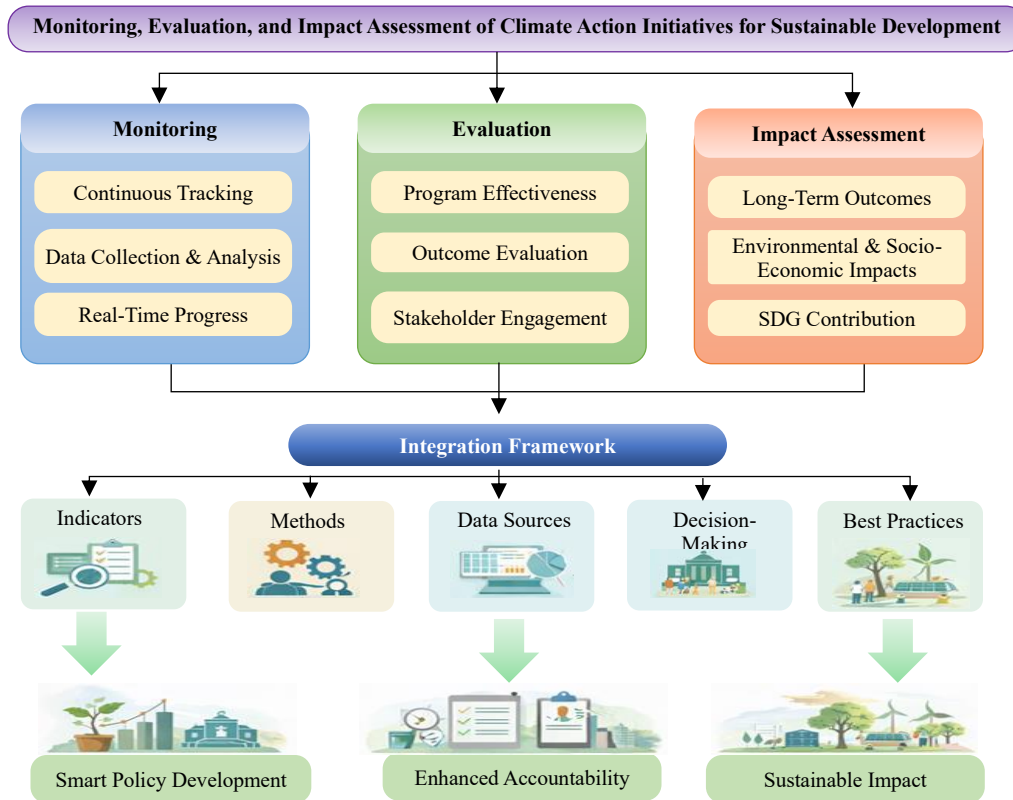 Monitoring, Evaluation, and Impact Assessment of Climate Action Initiatives for Sustainable Development
Monitoring
Continuous Tracking
Data Collection & Analysis
Real-Time Progress
Evaluation
Program Effectiveness
Outcome Evaluation
Stakeholder Engagement
Impact Assessment
Long-Term Outcomes
Environmental & Socio-
Economic Impacts
SDG Contribution
Integration Framework
Indicators
Methods
Data Sources
Decision-
Making
Best Practices
Smart Policy Development
Enhanced Accountability
Sustainable Impact